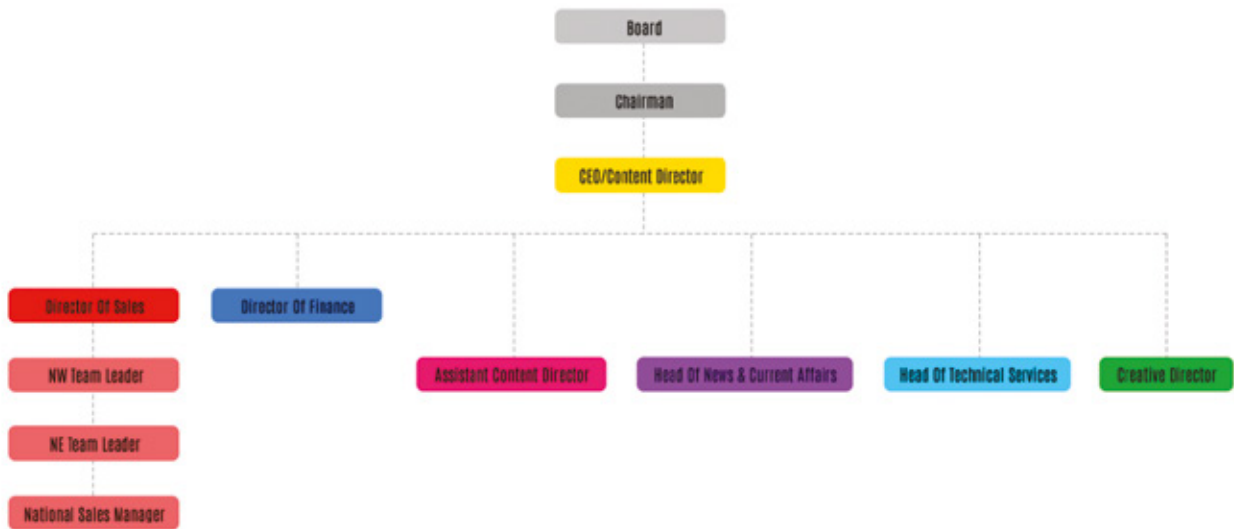 Board
Chairman
CEO/Content Director
Director Of Sales
Director Of Finance
NW Team Leader
Assistant Content Director
Head Of News & Current Affairs
Head Of Technical Services
Creative Director
NE Team Leader
National Sales Manager